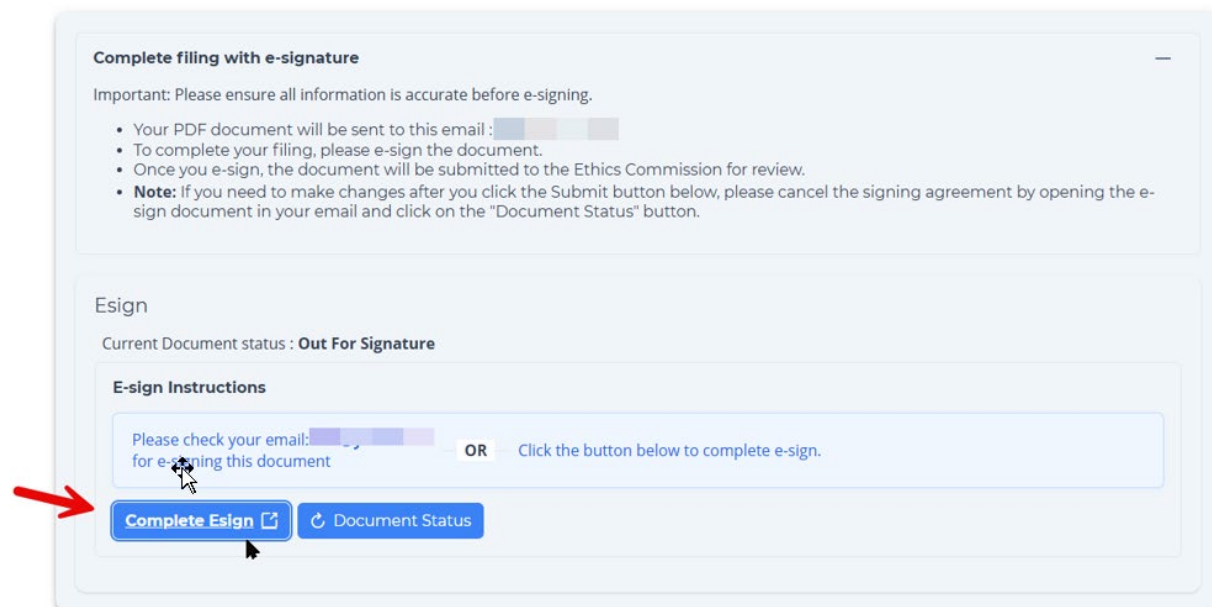 Complete filing with e-signature
Important: Please ensure all information is accurate before e-signing.
• Your PDF document will be sent to this email :
• To complete your filing, please e-sign the document.
• Once you e-sign, the document will be submitted to the Ethics Commission for review.
• Note: If you need to make changes after you click the Submit button below, please cancel the signing agreement by opening the e-
sign document in your email and click on the "Document Status" button.
Esign
Current Document status : Out For Signature
E-sign Instructions
Please check your email:
for e-signing this document
OR
Click the button below to complete e-sign.
Complete Esign
Document Status